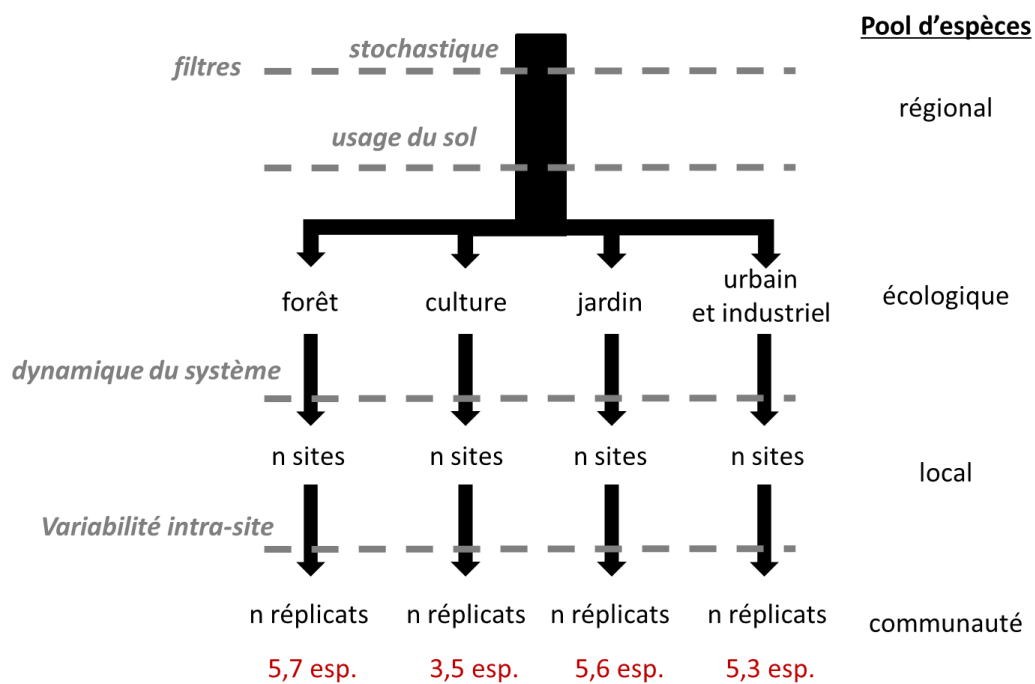 Pool d'espèces
stochastique
filtres
régional
usage du sol
forêt
culture
jardin
urbain
et industriel
écologique
dynamique du système
n sites
n sites
n sites
n sites
local
Variabilité intra-site
n réplicats
n réplicats
n réplicats
n réplicats
communauté
5,7 esp.
3,5 esp.
5,6 esp.
5,3 esp.